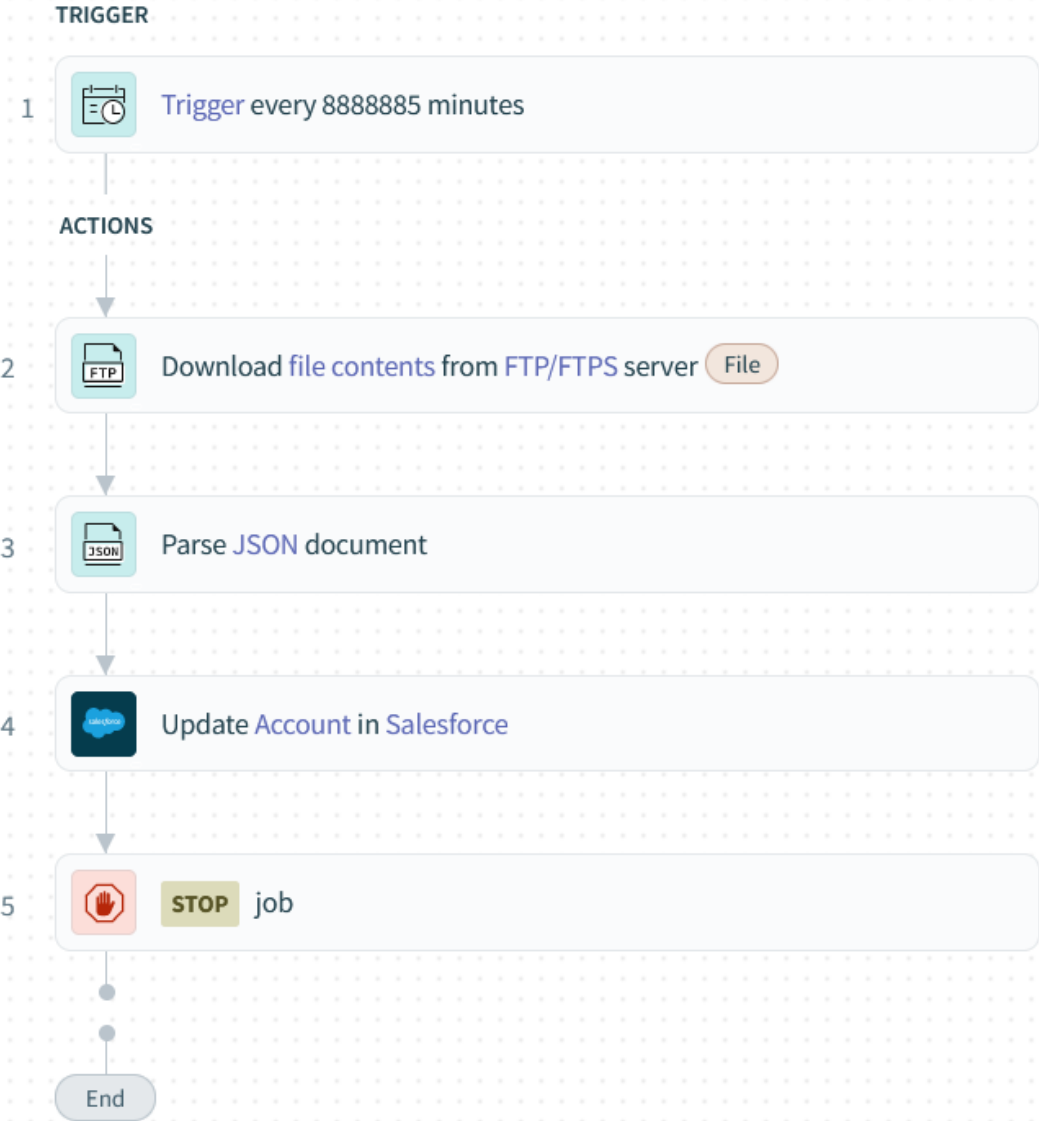 TRIGGER
1 Trigger every 8888885 minutes
ACTIONS
2 FTP Download file contents from FTP/FTPS server File
3 JSON Parse JSON document
4 salesforce Update Account in Salesforce
5 STOP job
End